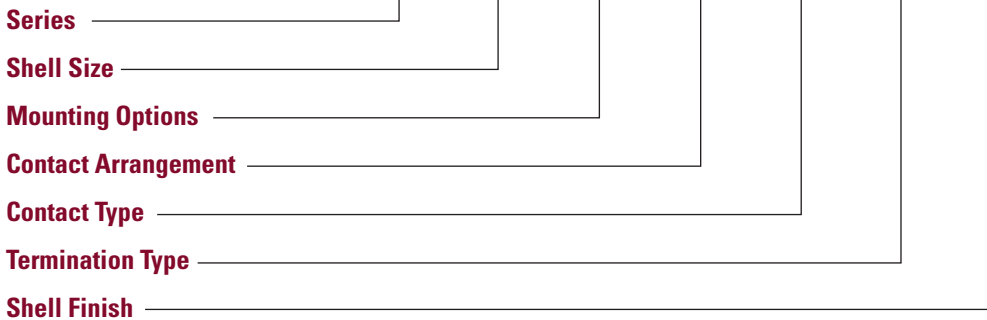 Series
Shell Size
Mounting Options
Contact Arrangement
Contact Type
Termination Type
Shell Finish